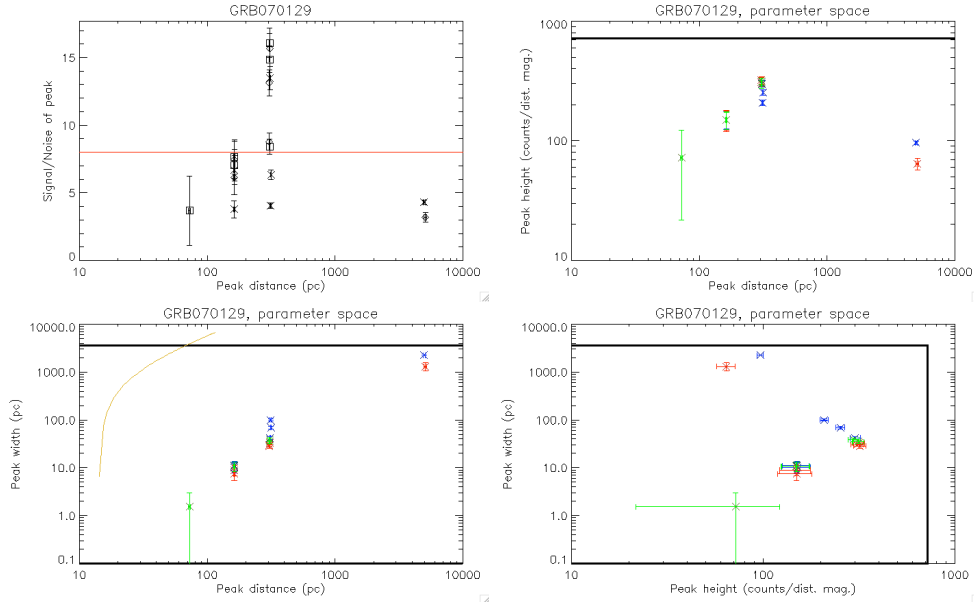 GRB070129
Signal/Noise of peak
15
10
5
0
10 100 1000 10000
Peak distance (pc)
GRB070129, parameter space
Peak height (counts/dist. mag.)
1000
100
10
10 100 1000 10000
Peak distance (pc)
GRB070129, parameter space
Peak width (pc)
10000.0
1000.0
100.0
10.0
1.0
0.1
10 100 1000 10000
Peak distance (pc)
GRB070129, parameter space
Peak width (pc)
10000.0
1000.0
100.0
10.0
1.0
0.1
10 100 1000
Peak height (counts/dist. mag.)